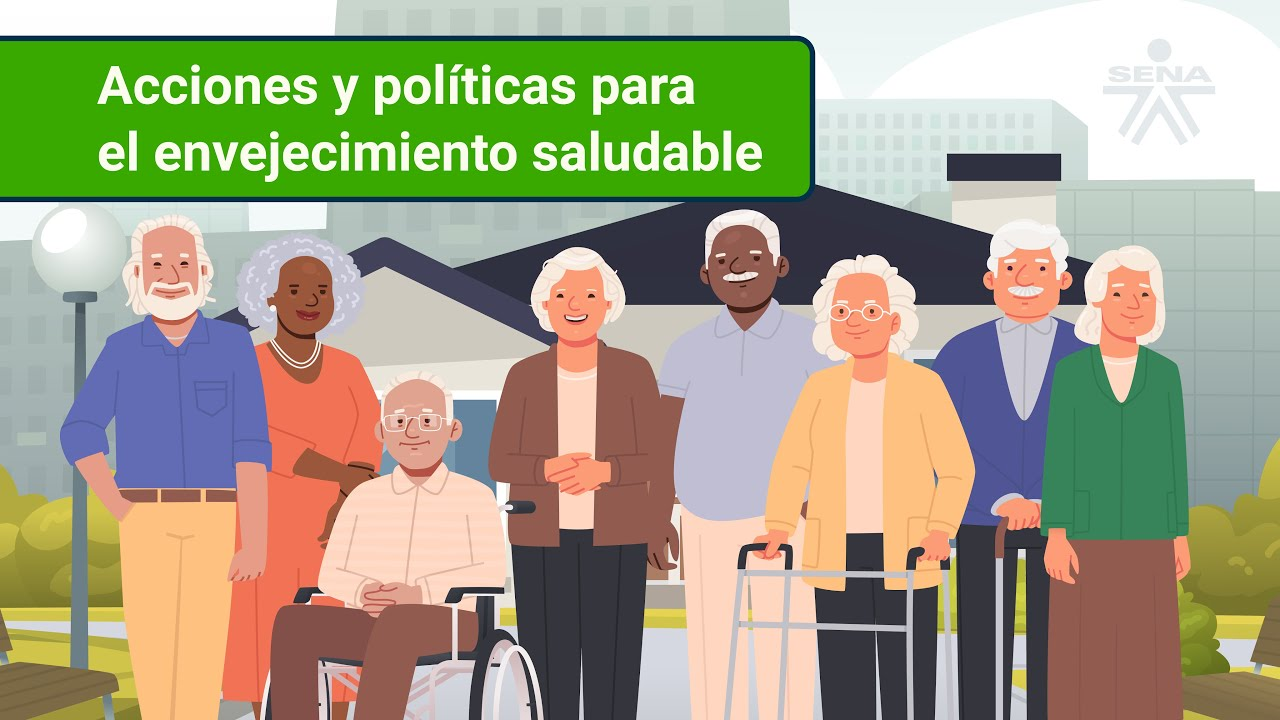 Acciones y políticas para
el envejecimiento saludable
SENA